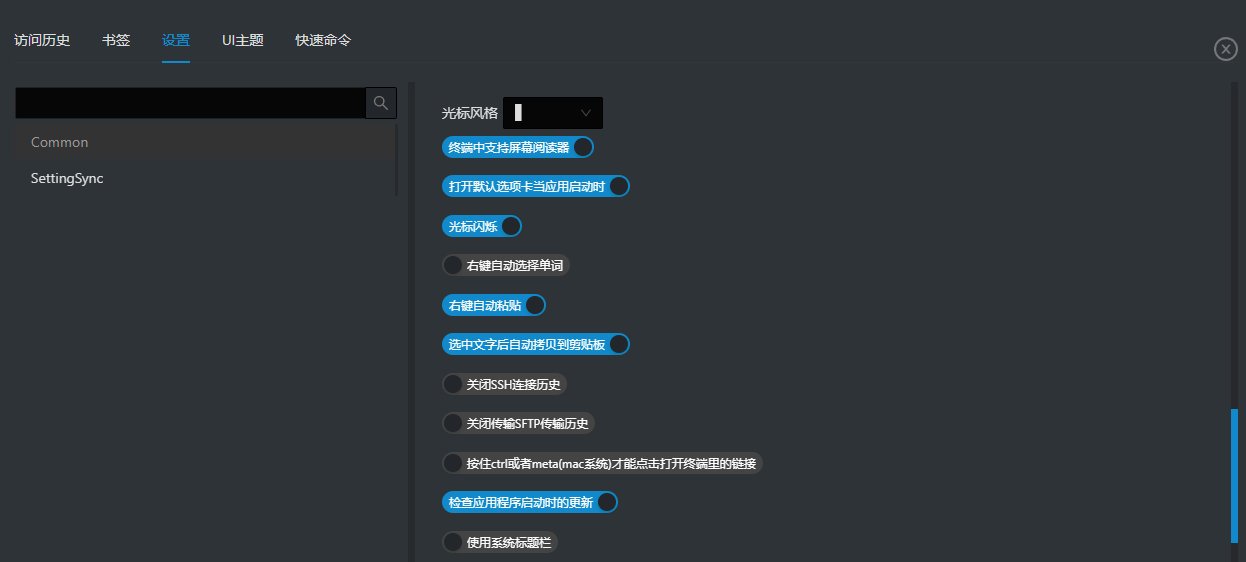 访问历史 书签 设置 UI主题 快速命令
Common
SettingSync
光标风格
终端中支持屏幕阅读器
打开默认选项卡当应用启动时
光标闪烁
右键自动选择单词
右键自动粘贴
选中文字后自动拷贝到剪贴板
关闭SSH连接历史
关闭传输SFTP传输历史
按住ctrl或者meta(mac系统)才能点击打开终端里的链接
检查应用程序启动时的更新
使用系统标题栏